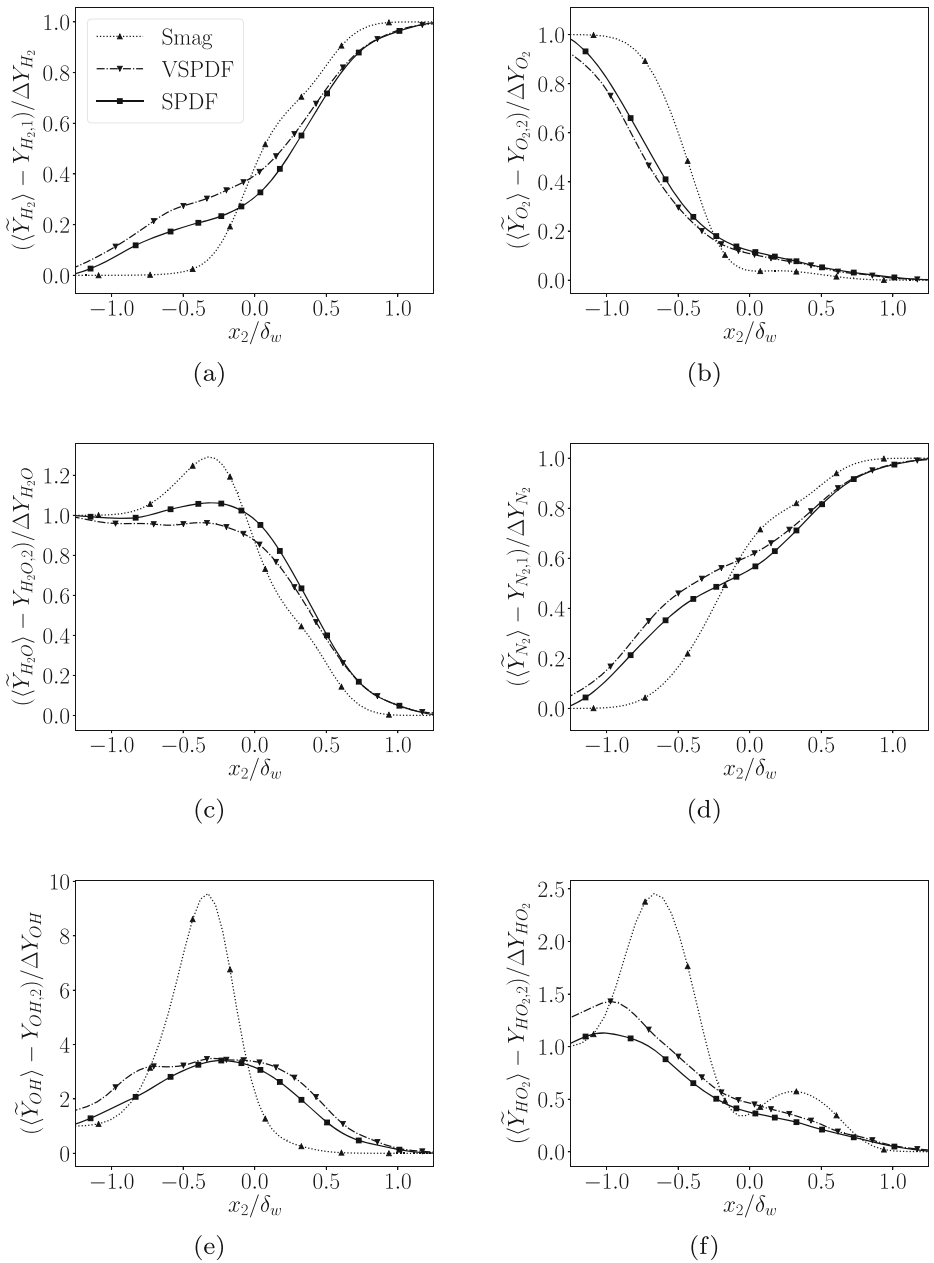 (⟨Ỹ_{H_2}⟩ − Y_{H_2,1})/ΔY_{H_2}
1.0
0.8
0.6
0.4
0.2
0.0
Smag
VSPDF
SPDF
−1.0 −0.5 0.0 0.5 1.0
x_2/δ_w
(a)
(⟨Ỹ_{O_2}⟩ − Y_{O_2,2})/ΔY_{O_2}
1.0
0.8
0.6
0.4
0.2
0.0
−1.0 −0.5 0.0 0.5 1.0
x_2/δ_w
(b)
(⟨Ỹ_{H_2O}⟩ − Y_{H_2O,2})/ΔY_{H_2O}
1.2
1.0
0.8
0.6
0.4
0.2
0.0
−1.0 −0.5 0.0 0.5 1.0
x_2/δ_w
(c)
(⟨Ỹ_{N_2}⟩ − Y_{N_2,1})/ΔY_{N_2}
1.0
0.8
0.6
0.4
0.2
0.0
−1.0 −0.5 0.0 0.5 1.0
x_2/δ_w
(d)
(⟨Ỹ_{OH}⟩ − Y_{OH,2})/ΔY_{OH}
10
8
6
4
2
0
−1.0 −0.5 0.0 0.5 1.0
x_2/δ_w
(e)
(⟨Ỹ_{HO_2}⟩ − Y_{HO_2,2})/ΔY_{HO_2}
2.5
2.0
1.5
1.0
0.5
0.0
−1.0 −0.5 0.0 0.5 1.0
x_2/δ_w
(f)